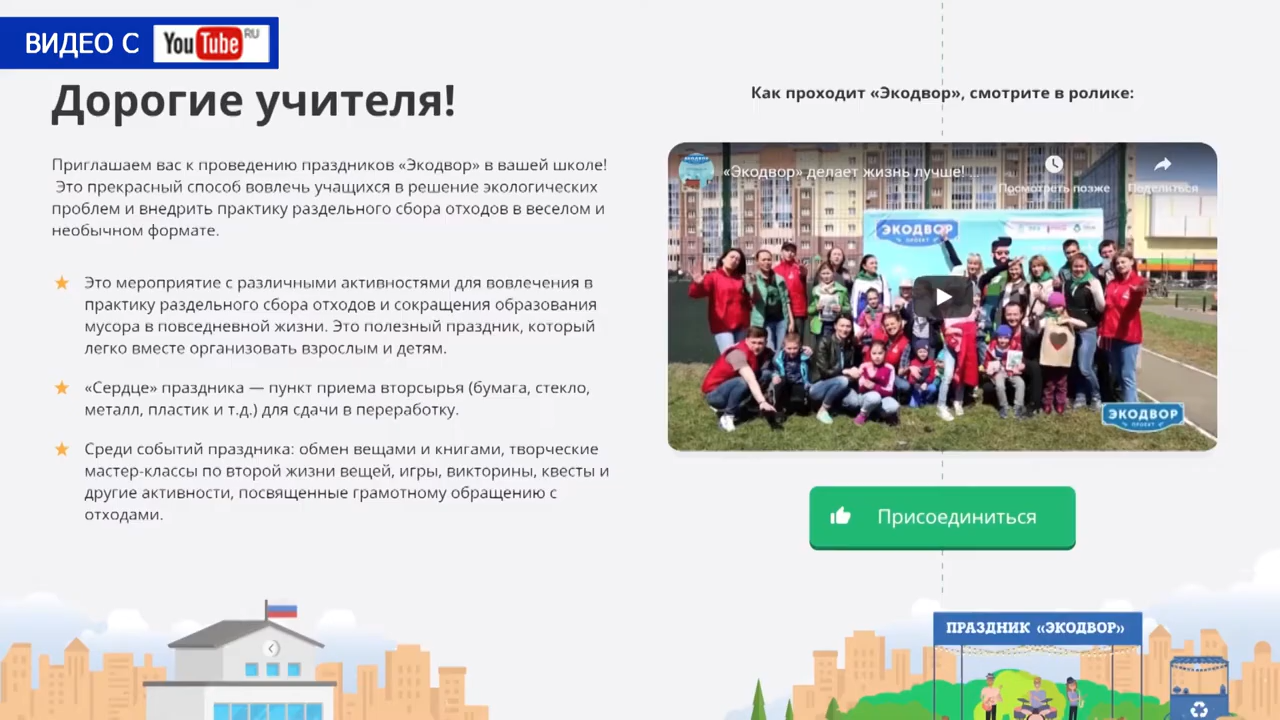 ВИДЕО С YouTube RU
Дорогие учителя!
Приглашаем вас к проведению праздников «Экодвор» в вашей школе!
Это прекрасный способ вовлечь учащихся в решение экологических
проблем и внедрить практику раздельного сбора отходов в веселом и
необычном формате.
Это мероприятие с различными активностями для вовлечения в
практику раздельного сбора отходов и сокращения образования
мусора в повседневной жизни. Это полезный праздник, который
легко вместе организовать взрослым и детям.
«Сердце» праздника — пункт приема вторсырья (бумага, стекло,
металл, пластик и т.д.) для сдачи в переработку.
Среди событий праздника: обмен вещами и книгами, творческие
мастер-классы по второй жизни вещей, игры, викторины, квесты и
другие активности, посвященные грамотному обращению с
отходами.
Как проходит «Экодвор», смотрите в ролике:
«Экодвор» делает жизнь лучше! ...
Посмотреть позже
Поделиться
ЭКОДВОР
ПРОЕКТ
ЭКОДВОР
ПРОЕКТ
Присоединиться
ПРАЗДНИК «ЭКОДВОР»